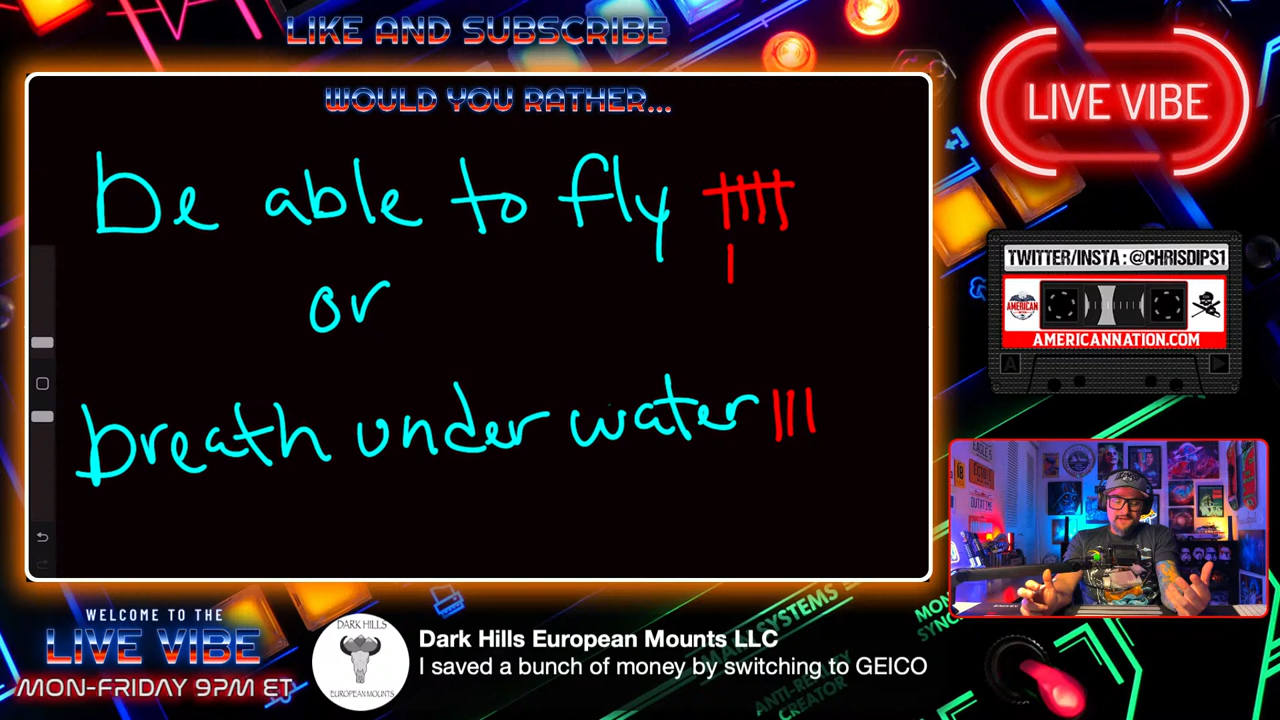 LIKE AND SUBSCRIBE
WOULD YOU RATHER...
be able to fly
or
breath under water
LIVE VIBE
TWITTER/INSTA : @CHRISDIPS1
AMERICAN
AMERICANNATION.COM
A
WELCOME TO THE
LIVE VIBE
MON-FRIDAY 9PM ET
DARK HILLS
EUROPEAN MOUNTS
Dark Hills European Mounts LLC
I saved a bunch of money by switching to GEICO